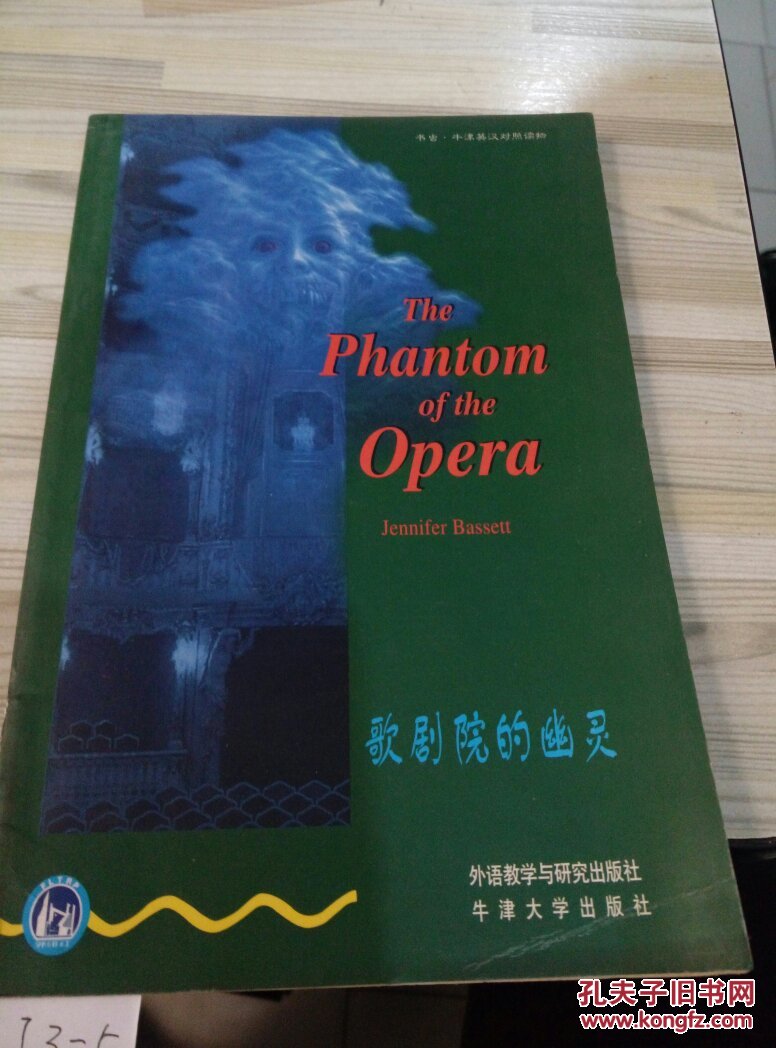 书虫·牛津英汉对照读物
The
Phantom
of the
Opera
Jennifer Bassett
歌剧院的幽灵
外语教学与研究出版社
牛津大学出版社
孔夫子旧书网
www.kongfz.com